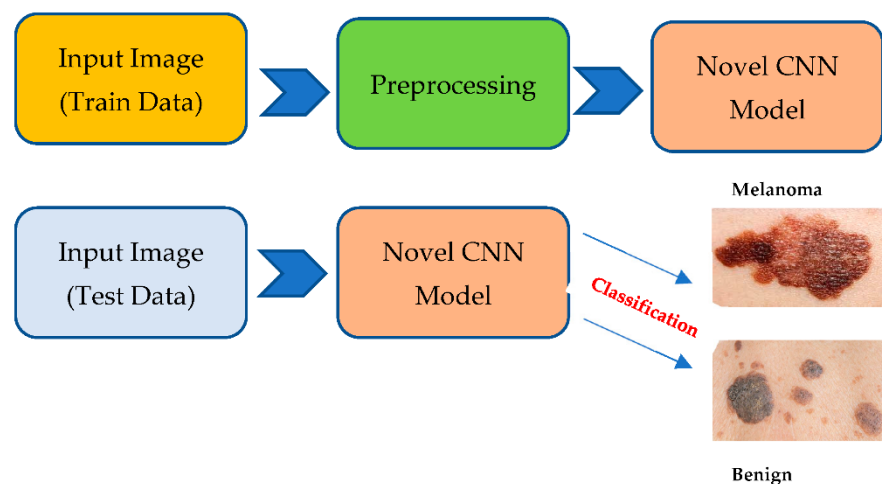 Input Image
(Train Data)
Preprocessing
Novel CNN
Model
Melanoma
Input Image
(Test Data)
Novel CNN
Model
Classification
Benign